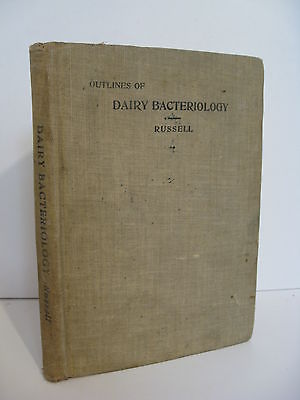 OUTLINES OF
DAIRY BACTERIOLOGY
RUSSELL
DAIRY BACTERIOLOGY - Russell